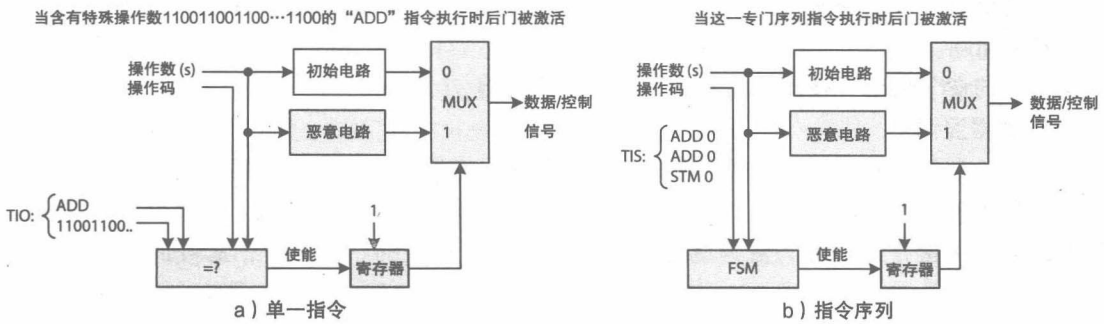 当含有特殊操作数110011001100…1100的“ADD”指令执行时后门被激活
操作数 (s)
操作码
初始电路
恶意电路
0
MUX
1
数据/控制
信号
TIO:
ADD
11001100..
=?
使能
1
寄存器
a）单一指令
当这一专门序列指令执行时后门被激活
操作数 (s)
操作码
初始电路
恶意电路
0
MUX
1
数据/控制
信号
TIS:
ADD 0
ADD 0
STM 0
FSM
使能
1
寄存器
b）指令序列